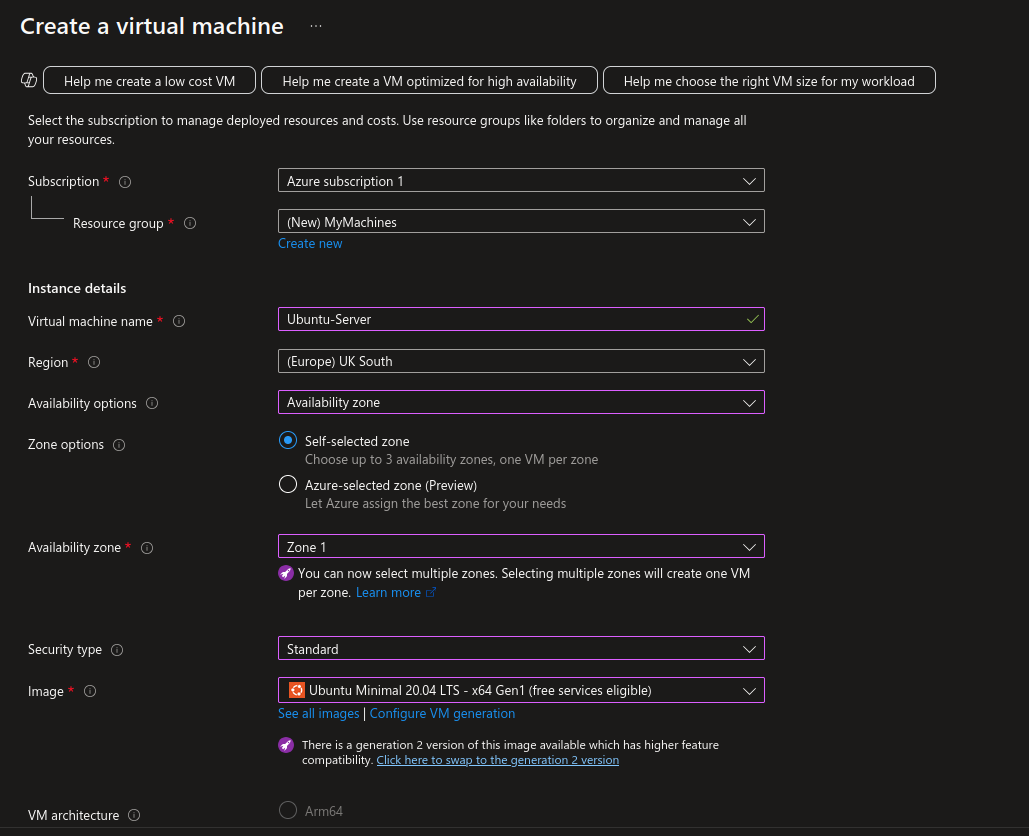 Create a virtual machine ...
Help me create a low cost VM
Help me create a VM optimized for high availability
Help me choose the right VM size for my workload
Select the subscription to manage deployed resources and costs. Use resource groups like folders to organize and manage all
your resources.
Subscription *
Azure subscription 1
Resource group *
(New) MyMachines
Create new
Instance details
Virtual machine name *
Ubuntu-Server
Region *
(Europe) UK South
Availability options
Availability zone
Zone options
Self-selected zone
Choose up to 3 availability zones, one VM per zone
Azure-selected zone (Preview)
Let Azure assign the best zone for your needs
Availability zone *
Zone 1
You can now select multiple zones. Selecting multiple zones will create one VM
per zone. Learn more
Security type
Standard
Image *
Ubuntu Minimal 20.04 LTS - x64 Gen1 (free services eligible)
See all images | Configure VM generation
There is a generation 2 version of this image available which has higher feature
compatibility. Click here to swap to the generation 2 version
VM architecture
Arm64